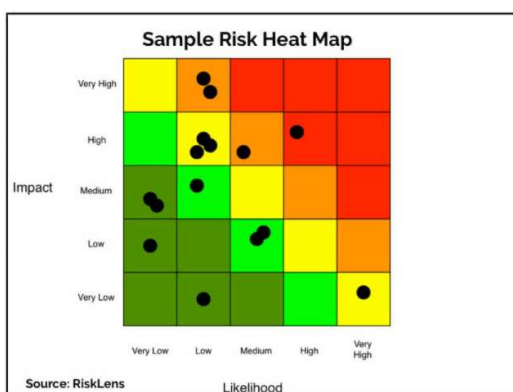 Sample Risk Heat Map
Very High
High
Impact
Medium
Low
Very Low
Very Low
Low
Medium
High
Very
High
Source: RiskLens
Likelihood